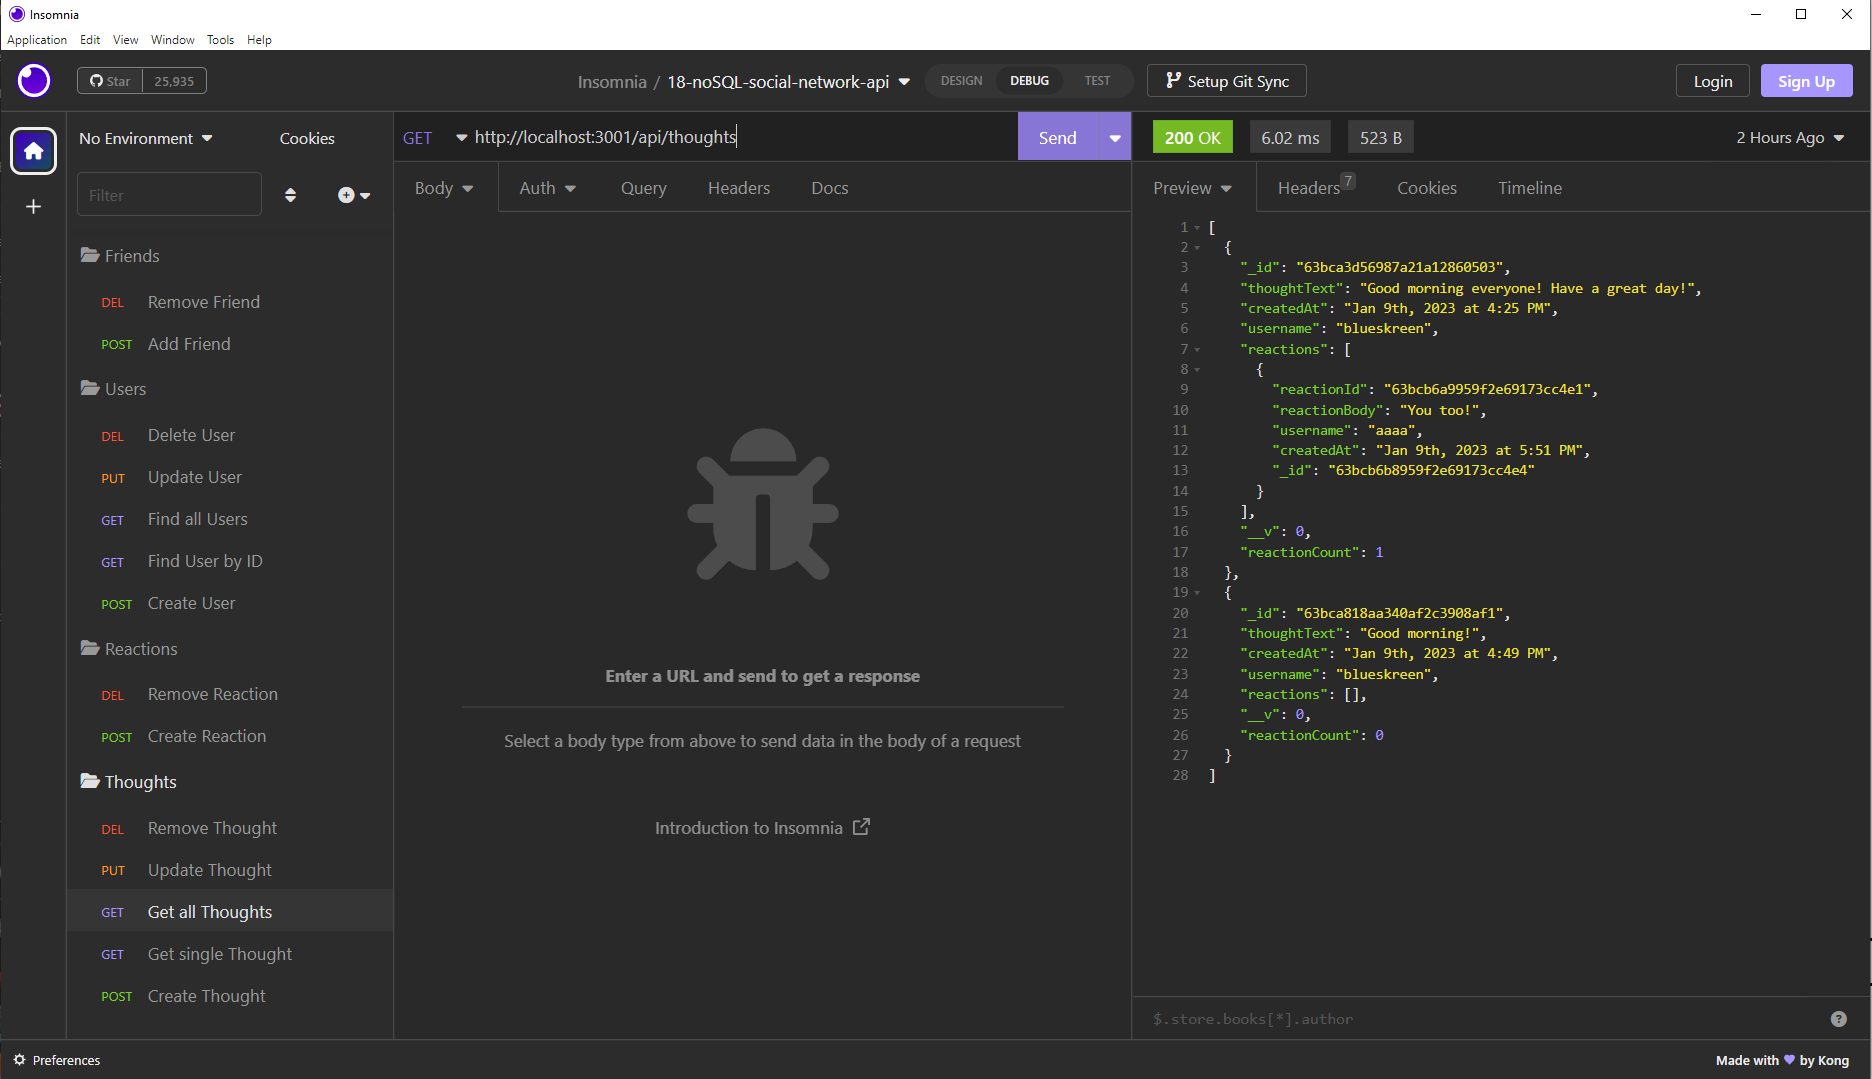 Insomnia
Application Edit View Window Tools Help
Star 25,935
Insomnia / 18-noSQL-social-network-api
DESIGN DEBUG TEST
Setup Git Sync
Login Sign Up
No Environment Cookies
GET http://localhost:3001/api/thoughts Send
200 OK 6.02 ms 523 B 2 Hours Ago
Filter
Body Auth Query Headers Docs
Preview Headers 7 Cookies Timeline
Friends
DEL Remove Friend
POST Add Friend
Users
DEL Delete User
PUT Update User
GET Find all Users
GET Find User by ID
POST Create User
Reactions
DEL Remove Reaction
POST Create Reaction
Thoughts
DEL Remove Thought
PUT Update Thought
GET Get all Thoughts
GET Get single Thought
POST Create Thought
Enter a URL and send to get a response
Select a body type from above to send data in the body of a request
Introduction to Insomnia
1 [
2 {
3 "_id": "63bca3d56987a21a12860503",
4 "thoughtText": "Good morning everyone! Have a great day!",
5 "createdAt": "Jan 9th, 2023 at 4:25 PM",
6 "username": "blueskreen",
7 "reactions": [
8 {
9 "reactionId": "63bcb6a9959f2e69173cc4e1",
10 "reactionBody": "You too!",
11 "username": "aaaa",
12 "createdAt": "Jan 9th, 2023 at 5:51 PM",
13 "_id": "63bcb6b8959f2e69173cc4e4"
14 }
15 ],
16 "__v": 0,
17 "reactionCount": 1
18 },
19 {
20 "_id": "63bca818aa340af2c3908af1",
21 "thoughtText": "Good morning!",
22 "createdAt": "Jan 9th, 2023 at 4:49 PM",
23 "username": "blueskreen",
24 "reactions": [],
25 "__v": 0,
26 "reactionCount": 0
27 }
28 ]
$.store.books[*].author ?
Preferences
Made with 💜 by Kong